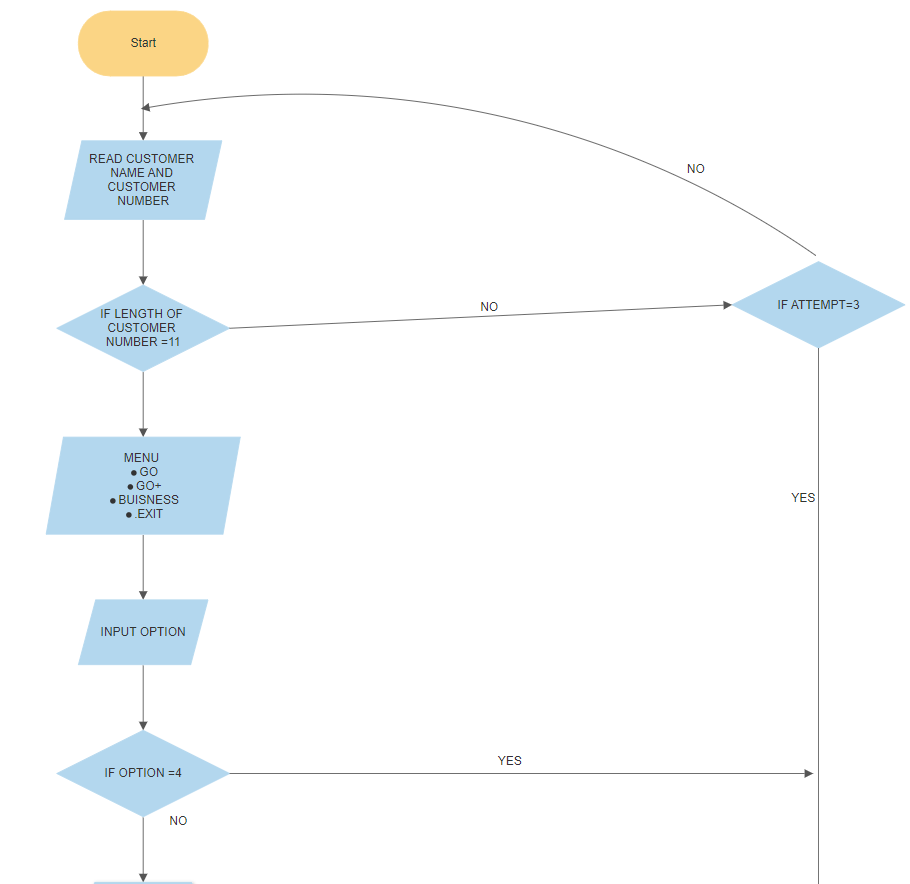 Start
READ CUSTOMER
NAME AND
CUSTOMER
NUMBER
NO
IF LENGTH OF
CUSTOMER
NUMBER =11
NO
IF ATTEMPT=3
MENU
● GO
● GO+
● BUISNESS
● .EXIT
YES
INPUT OPTION
IF OPTION =4
YES
NO